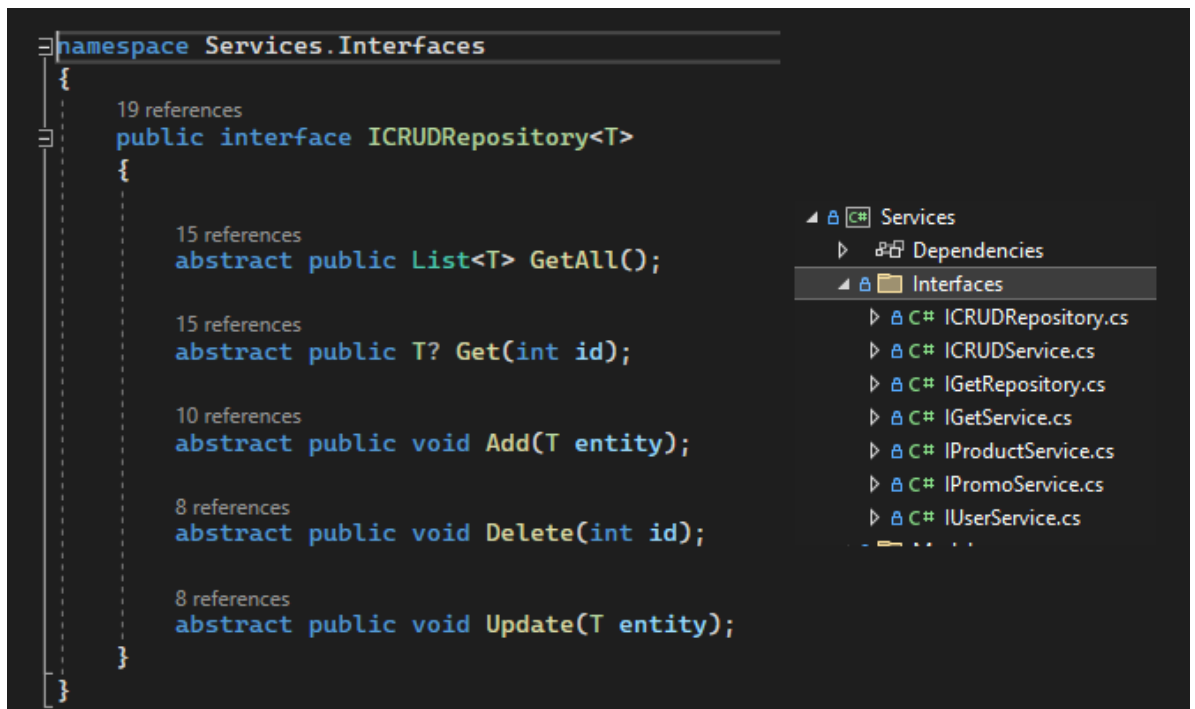 namespace Services.Interfaces
{
19 references
public interface ICRUDRepository<T>
{
15 references
abstract public List<T> GetAll();
15 references
abstract public T? Get(int id);
10 references
abstract public void Add(T entity);
8 references
abstract public void Delete(int id);
8 references
abstract public void Update(T entity);
}
}
C# Services
Dependencies
Interfaces
C# ICRUDRepository.cs
C# ICRUDService.cs
C# IGetRepository.cs
C# IGetService.cs
C# IProductService.cs
C# IPromoService.cs
C# IUserService.cs